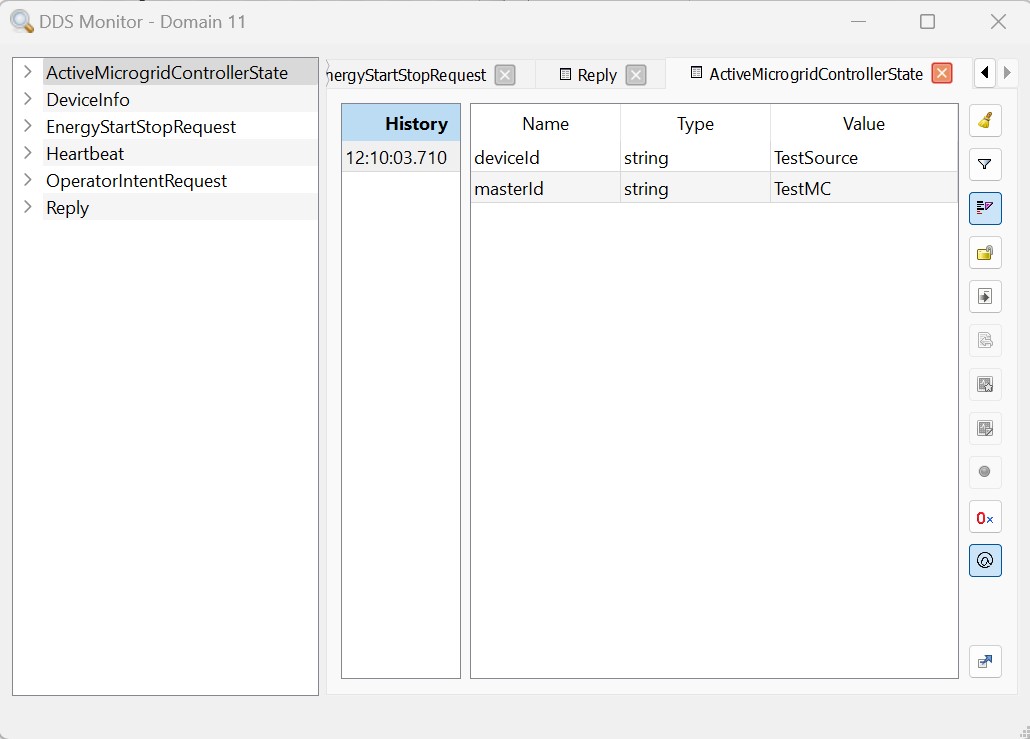 DDS Monitor - Domain 11
ActiveMicrogridControllerState
DeviceInfo
EnergyStartStopRequest
Heartbeat
OperatorIntentRequest
Reply
nergyStartStopRequest Reply ActiveMicrogridControllerState
History
12:10:03.710
Name Type Value
deviceId string TestSource
masterId string TestMC
0x
@